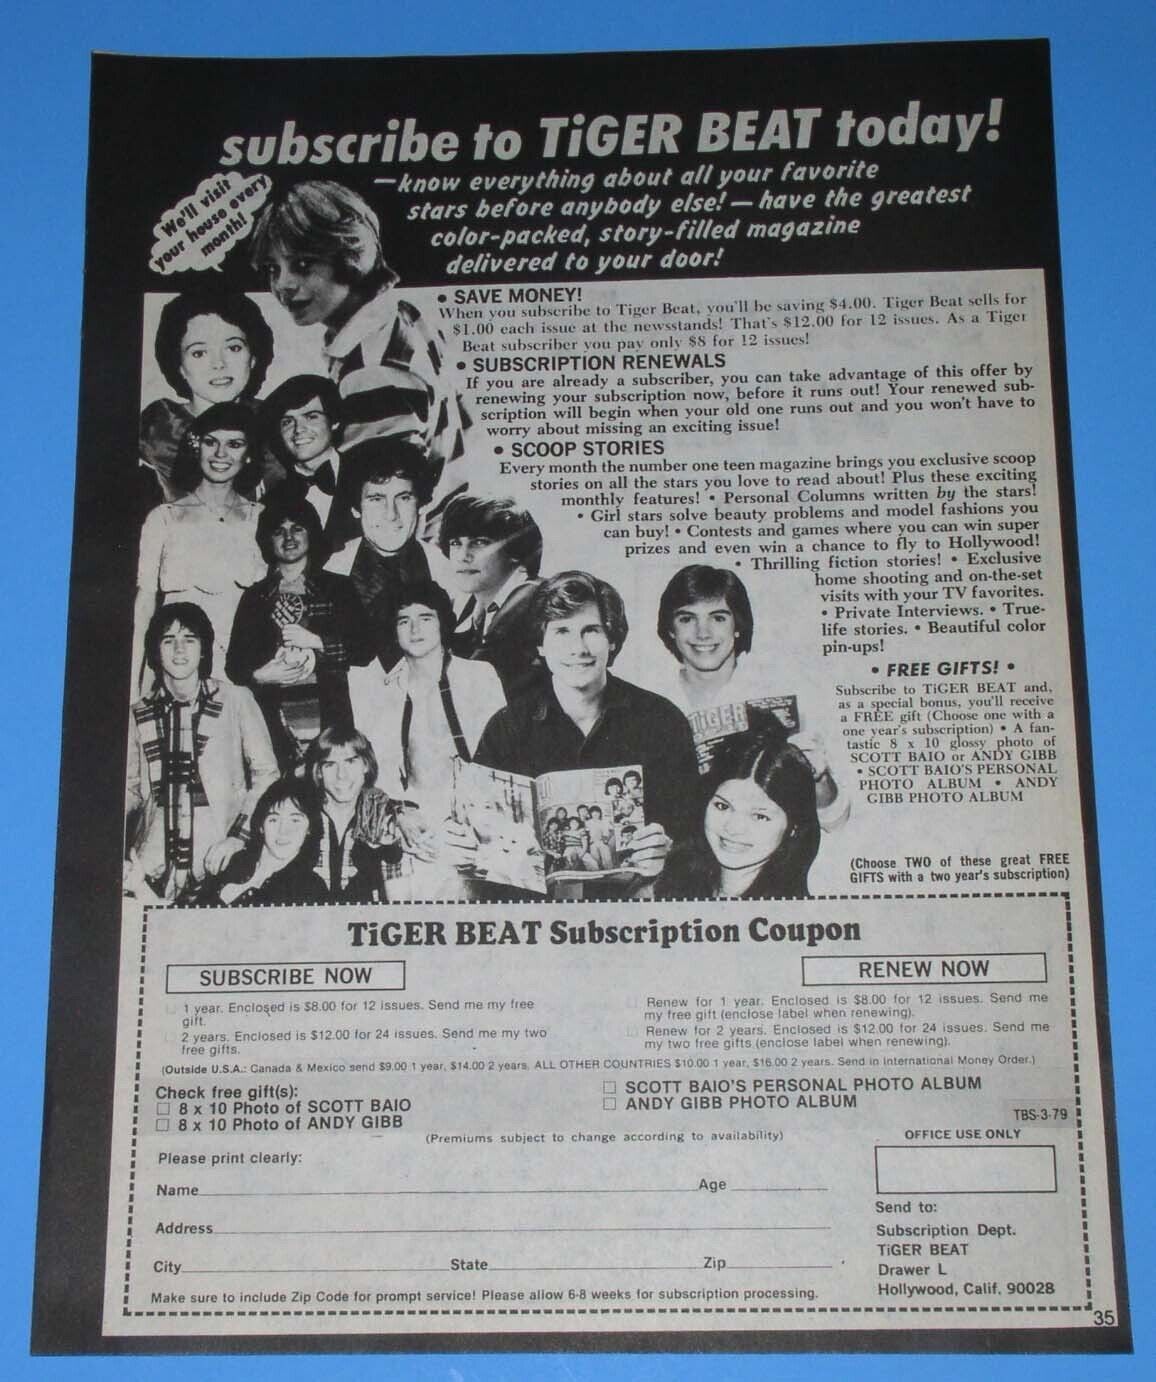 subscribe to TiGER BEAT today!
—know everything about all your favorite
stars before anybody else!—have the greatest
color-packed, story-filled magazine
delivered to your door!
We'll visit
your house every
month!
• SAVE MONEY!
When you subscribe to Tiger Beat, you'll be saving $4.00. Tiger Beat sells for
$1.00 each issue at the newsstands! That's $12.00 for 12 issues. As a Tiger
Beat subscriber you pay only $8 for 12 issues!
• SUBSCRIPTION RENEWALS
If you are already a subscriber, you can take advantage of this offer by
renewing your subscription now, before it runs out! Your renewed sub-
scription will begin when your old one runs out and you won't have to
worry about missing an exciting issue!
• SCOOP STORIES
Every month the number one teen magazine brings you exclusive scoop
stories on all the stars you love to read about! Plus these exciting
monthly features! • Personal Columns written by the stars!
• Girl stars solve beauty problems and model fashions you
can buy! • Contests and games where you can win super
prizes and even win a chance to fly to Hollywood!
• Thrilling fiction stories! • Exclusive
home shooting and on-the-set
visits with your TV favorites.
• Private Interviews. • True-
life stories. • Beautiful color
pin-ups!
• FREE GIFTS! •
Subscribe to TiGER BEAT and,
as a special bonus, you'll receive
a FREE gift (Choose one with a
one year's subscription) • A fan-
tastic 8 x 10 glossy photo of
SCOTT BAIO or ANDY GIBB
• SCOTT BAIO'S PERSONAL
PHOTO ALBUM • ANDY
GIBB PHOTO ALBUM
(Choose TWO of these great FREE
GIFTS with a two year's subscription)
TiGER
TiGER BEAT Subscription Coupon
SUBSCRIBE NOW
1 year. Enclosed is $8.00 for 12 issues. Send me my free
gift.
2 years. Enclosed is $12.00 for 24 issues. Send me my two
free gifts.
RENEW NOW
Renew for 1 year. Enclosed is $8.00 for 12 issues. Send me
my free gift (enclose label when renewing).
Renew for 2 years. Enclosed is $12.00 for 24 issues. Send me
my two free gifts (enclose label when renewing).
(Outside U.S.A.: Canada & Mexico send $9.00 1 year, $14.00 2 years, ALL OTHER COUNTRIES $10.00 1 year, $16.00 2 years. Send in International Money Order.)
Check free gift(s):
☐ 8 x 10 Photo of SCOTT BAIO
☐ 8 x 10 Photo of ANDY GIBB
☐ SCOTT BAIO'S PERSONAL PHOTO ALBUM
☐ ANDY GIBB PHOTO ALBUM
TBS-3-79
(Premiums subject to change according to availability)
OFFICE USE ONLY
Please print clearly:
Name Age
Address
City State Zip
Make sure to include Zip Code for prompt service! Please allow 6-8 weeks for subscription processing.
Send to:
Subscription Dept.
TiGER BEAT
Drawer L
Hollywood, Calif. 90028
35